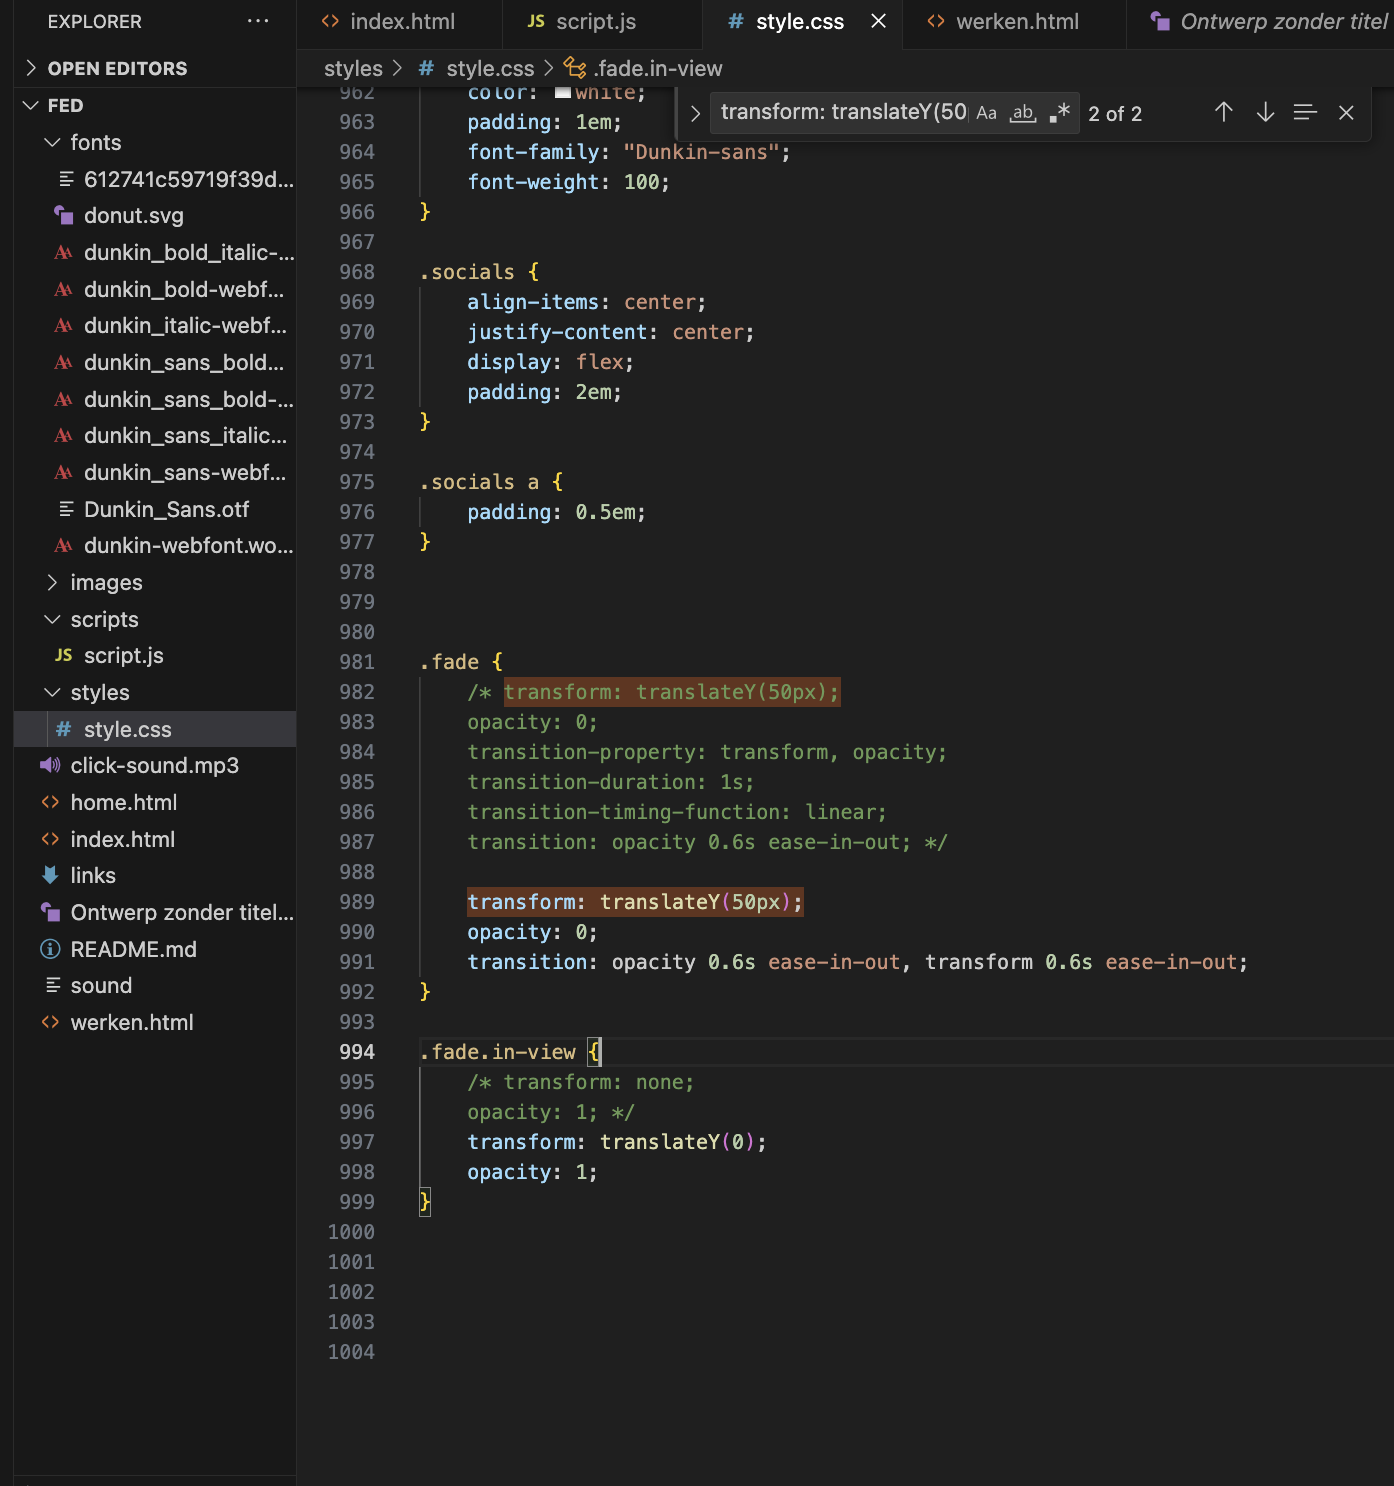 EXPLORER ...
index.html
script.js
style.css
werken.html
Ontwerp zonder titel
OPEN EDITORS
FED
fonts
612741c59719f39d...
donut.svg
dunkin_bold_italic-...
dunkin_bold-webf...
dunkin_italic-webf...
dunkin_sans_bold...
dunkin_sans_bold-...
dunkin_sans_italic...
dunkin_sans-webf...
Dunkin_Sans.otf
dunkin-webfont.wo...
images
scripts
JS script.js
styles
# style.css
click-sound.mp3
home.html
index.html
links
Ontwerp zonder titel...
README.md
sound
werken.html
styles > # style.css > .fade.in-view
transform: translateY(50 Aa ab .* 2 of 2
962 color: white;
963 padding: 1em;
964 font-family: "Dunkin-sans";
965 font-weight: 100;
966 }
967
968 .socials {
969 align-items: center;
970 justify-content: center;
971 display: flex;
972 padding: 2em;
973 }
974
975 .socials a {
976 padding: 0.5em;
977 }
978
979
980
981 .fade {
982 /* transform: translateY(50px);
983 opacity: 0;
984 transition-property: transform, opacity;
985 transition-duration: 1s;
986 transition-timing-function: linear;
987 transition: opacity 0.6s ease-in-out; */
988
989 transform: translateY(50px);
990 opacity: 0;
991 transition: opacity 0.6s ease-in-out, transform 0.6s ease-in-out;
992 }
993
994 .fade.in-view {
995 /* transform: none;
996 opacity: 1; */
997 transform: translateY(0);
998 opacity: 1;
999 }
1000
1001
1002
1003
1004